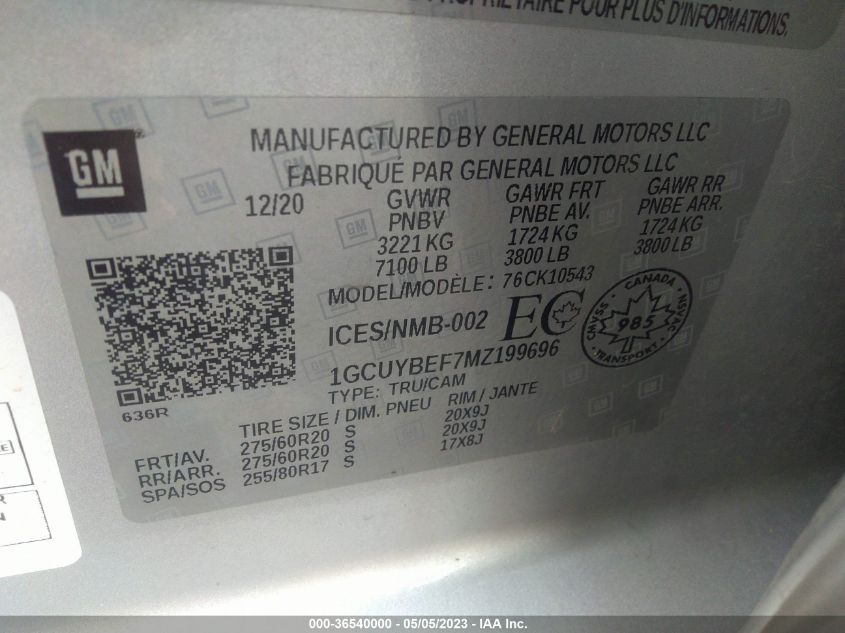 PROPRIÉTAIRE POUR PLUS D'INFORMATIONS.
GM
MANUFACTURED BY GENERAL MOTORS LLC
FABRIQUÉ PAR GENERAL MOTORS LLC
12/20
GVWR GAWR FRT GAWR RR
PNBV PNBE AV. PNBE ARR.
3221 KG 1724 KG 1724 KG
7100 LB 3800 LB 3800 LB
MODEL/MODÈLE: 76CK10543
ICES/NMB-002 EC
CANADA
NSVAC
985
SSVAMC
TRANSPORT
1GCUYBEF7MZ199696
TYPE: TRU/CAM
636R
TIRE SIZE / DIM. PNEU RIM / JANTE
FRT/AV. 275/60R20 S 20X9J
RR/ARR. 275/60R20 S 20X9J
SPA/SOS 255/80R17 S 17X8J
000-36540000 - 05/05/2023 - IAA Inc.